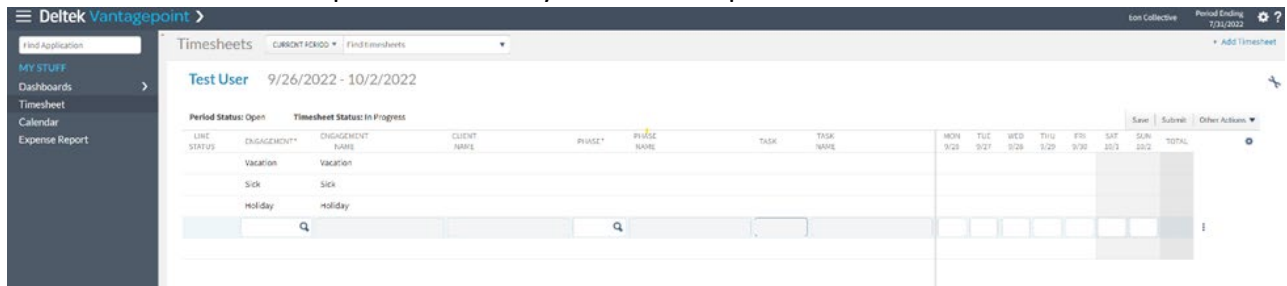 Deltek Vantagepoint
Eon Collective
Period Ending
7/31/2022
?
Find Application
Timesheets
CURRENT PERIOD
Find timesheets
+ Add Timesheet
MY STUFF
Dashboards
Timesheet
Calendar
Expense Report
Test User 9/26/2022 - 10/2/2022
Period Status: Open Timesheet Status: In Progress
Save Submit Other Actions
LINE STATUS ENGAGEMENT* ENGAGEMENT NAME CLIENT NAME PHASE* PHASE NAME TASK TASK NAME MON 9/26 TUE 9/27 WED 9/28 THU 9/29 FRI 9/30 SAT 10/1 SUN 10/2 TOTAL
Vacation Vacation
Sick Sick
Holiday Holiday